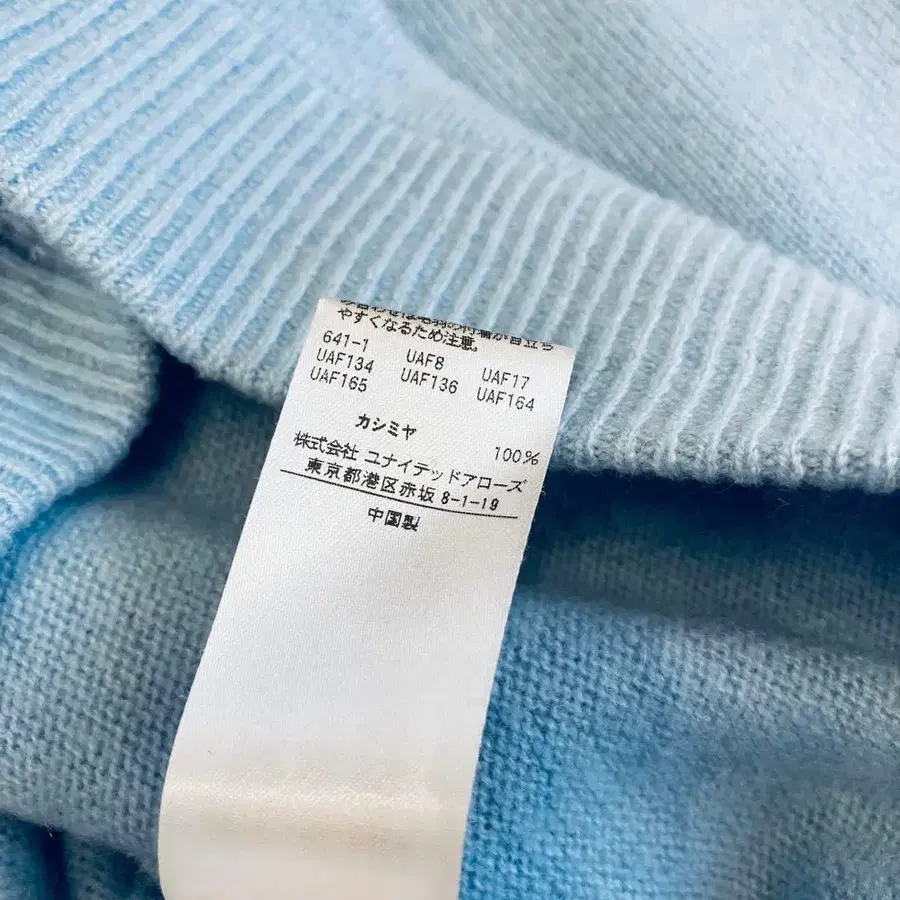 やすくなるため注意。
641-1 UAF8 UAF17
UAF134 UAF136 UAF164
UAF165
カシミヤ 100%
株式会社 ユナイテッドアローズ
東京都港区赤坂 8-1-19
中国製